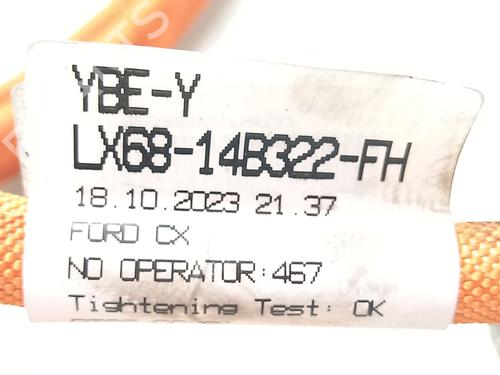 YBE-Y
LX68-14B322-FH
18.10.2023 21.37
FORD CX
NO OPERATOR:467
Tightening Test: OK